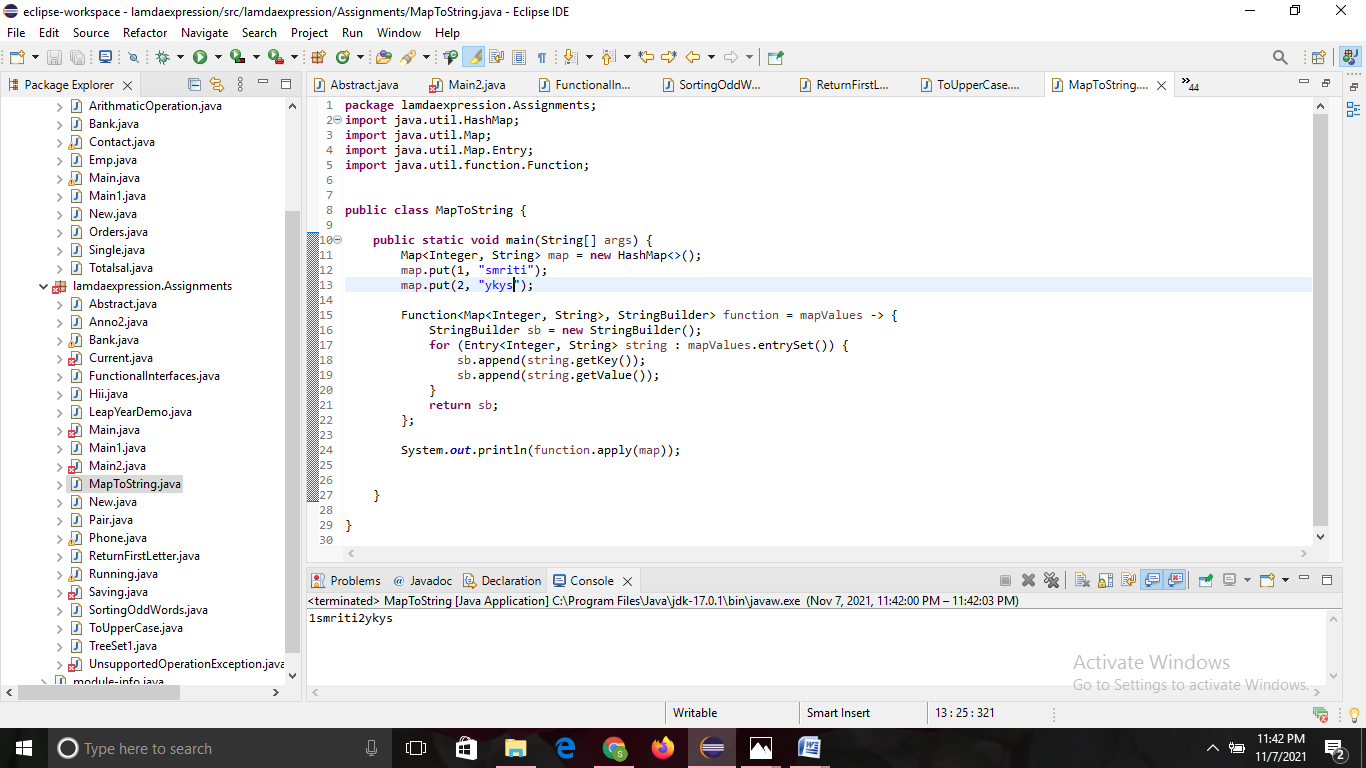 eclipse-workspace - lamdaexpression/src/lamdaexpression/Assignments/MapToString.java - Eclipse IDE
File Edit Source Refactor Navigate Search Project Run Window Help
Package Explorer
ArithmaticOperation.java
Bank.java
Contact.java
Emp.java
Main.java
Main1.java
New.java
Orders.java
Single.java
Totalsal.java
lamdaexpression.Assignments
Abstract.java
Anno2.java
Bank.java
Current.java
FunctionalInterfaces.java
Hii.java
LeapYearDemo.java
Main.java
Main1.java
Main2.java
MapToString.java
New.java
Pair.java
Phone.java
ReturnFirstLetter.java
Running.java
Saving.java
SortingOddWords.java
ToUpperCase.java
TreeSet1.java
UnsupportedOperationException.java
module-info.java
Abstract.java Main2.java FunctionalIn... SortingOddW... ReturnFirstL... ToUpperCase.... MapToString.... »44
1 package lamdaexpression.Assignments;
2 import java.util.HashMap;
3 import java.util.Map;
4 import java.util.Map.Entry;
5 import java.util.function.Function;
6
7
8 public class MapToString {
9
10 public static void main(String[] args) {
11 Map<Integer, String> map = new HashMap<>();
12 map.put(1, "smriti");
13 map.put(2, "ykys");
14
15 Function<Map<Integer, String>, StringBuilder> function = mapValues -> {
16 StringBuilder sb = new StringBuilder();
17 for (Entry<Integer, String> string : mapValues.entrySet()) {
18 sb.append(string.getKey());
19 sb.append(string.getValue());
20 }
21 return sb;
22 };
23
24 System.out.println(function.apply(map));
25
26
27 }
28
29 }
30
Problems @ Javadoc Declaration Console
<terminated> MapToString [Java Application] C:\Program Files\Java\jdk-17.0.1\bin\javaw.exe (Nov 7, 2021, 11:42:00 PM – 11:42:03 PM)
1smriti2ykys
Activate Windows
Go to Settings to activate Windows.
Writable Smart Insert 13 : 25 : 321
Type here to search
11:42 PM
11/7/2021
2